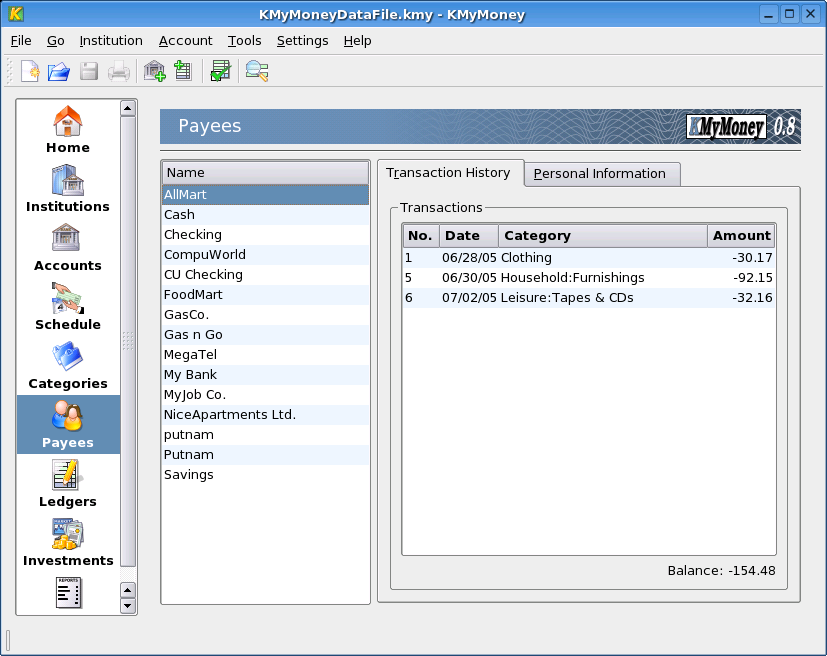 KMyMoneyDataFile.kmy - KMyMoney
File Go Institution Account Tools Settings Help
Home
Institutions
Accounts
Schedule
Categories
Payees
Ledgers
Investments
REPORTS
Payees
KMyMoney 0.8
Name
AllMart
Cash
Checking
CompuWorld
CU Checking
FoodMart
GasCo.
Gas n Go
MegaTel
My Bank
MyJob Co.
NiceApartments Ltd.
putnam
Putnam
Savings
Transaction History Personal Information
Transactions
No. Date Category Amount
1 06/28/05 Clothing -30.17
5 06/30/05 Household:Furnishings -92.15
6 07/02/05 Leisure:Tapes & CDs -32.16
Balance: -154.48